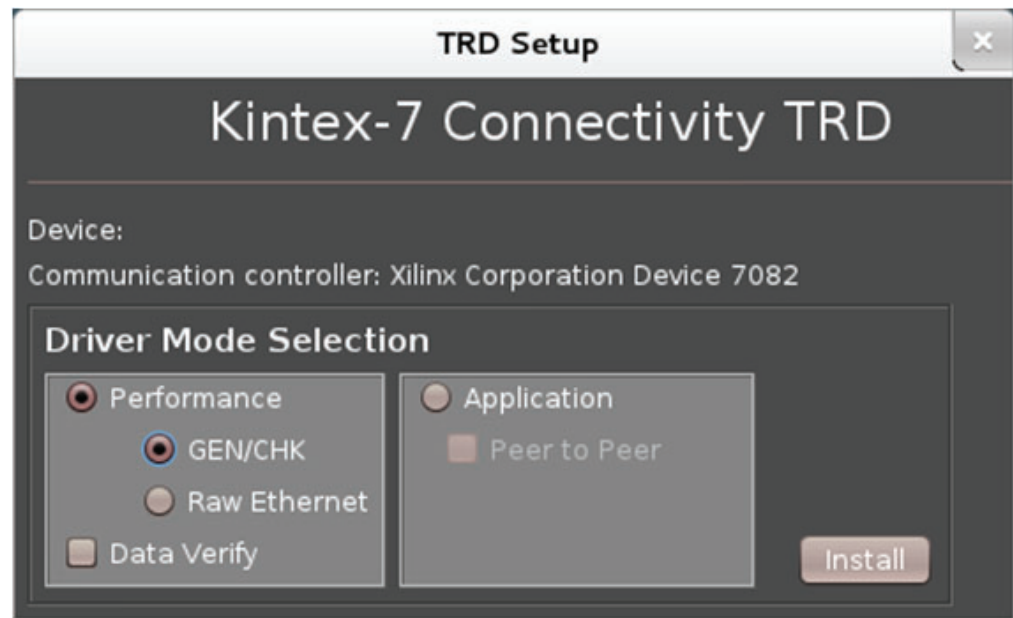 TRD Setup
Kintex-7 Connectivity TRD
Device:
Communication controller: Xilinx Corporation Device 7082
Driver Mode Selection
Performance
GEN/CHK
Raw Ethernet
Data Verify
Application
Peer to Peer
Install